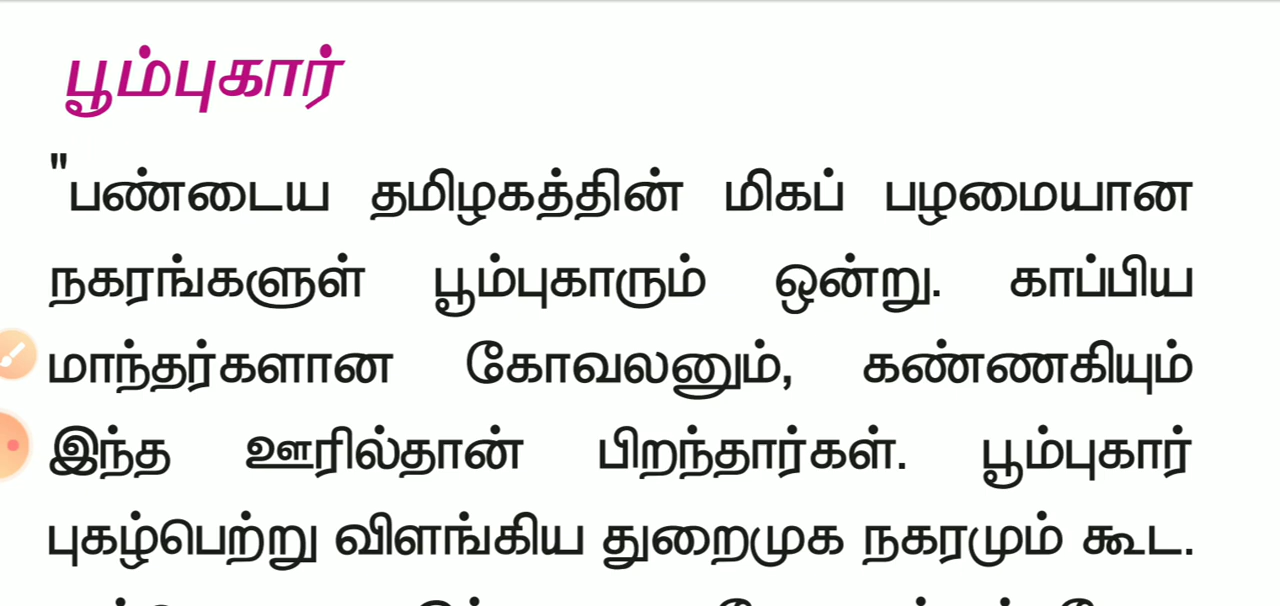 பூம்புகார்
"பண்டைய தமிழகத்தின் மிகப் பழமையான
நகரங்களுள் பூம்புகாரும் ஒன்று. காப்பிய
மாந்தர்களான கோவலனும், கண்ணகியும்
இந்த ஊரில்தான் பிறந்தார்கள். பூம்புகார்
புகழ்பெற்று விளங்கிய துறைமுக நகரமும் கூட.